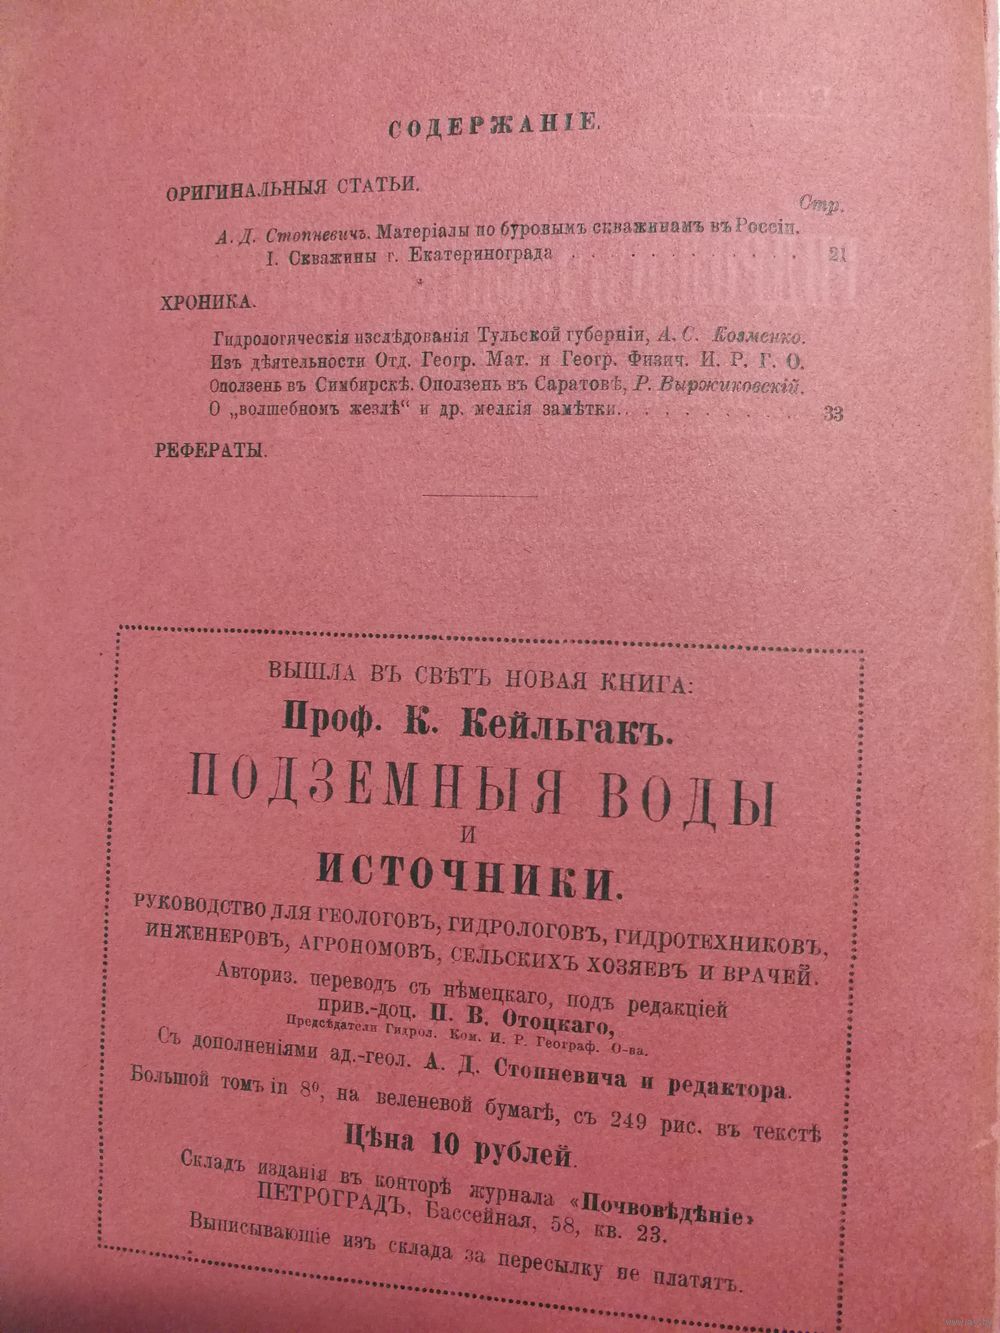 СОДЕРЖАНІЕ.
ОРИГИНАЛЬНЫЯ СТАТЬИ.
Стр.
А. Д. Стопневичъ. Матеріалы по буровымъ скважинамъ въ Россіи.
I. Скважины г. Екатеринограда . . . . . . . . . . . . 21
ХРОНИКА.
Гидрологическія изслѣдованія Тульской губерніи, А. С. Козменко.
Изъ дѣятельности Отд. Геогр. Мат. и Геогр. Физич. И. Р. Г. О.
Оползень въ Симбирскѣ. Оползень въ Саратовѣ, Р. Выржиковскій.
О „волшебномъ жезлѣ“ и др. мелкія замѣтки. . . . . . . . . . . 33
РЕФЕРАТЫ.
ВЫШЛА ВЪ СВѢТЪ НОВАЯ КНИГА:
Проф. К. Кейльгакъ.
ПОДЗЕМНЫЯ ВОДЫ
И
ИСТОЧНИКИ.
РУКОВОДСТВО ДЛЯ ГЕОЛОГОВЪ, ГИДРОЛОГОВЪ, ГИДРОТЕХНИКОВЪ,
ИНЖЕНЕРОВЪ, АГРОНОМОВЪ, СЕЛЬСКИХЪ ХОЗЯЕВЪ И ВРАЧЕЙ.
Авториз. переводъ съ нѣмецкаго, подъ редакціей
прив.-доц. П. В. Отоцкаго,
Предсѣдателя Гидрол. Ком. И. Р. Географ. О-ва.
Съ дополненіями ад.-геол. А. Д. Стопневича и редактора.
Большой томъ in 8⁰, на веленевой бумагѣ, съ 249 рис. въ текстѣ
Цѣна 10 рублей.
Складъ изданія въ конторѣ журнала «Почвовѣдѣніе»
ПЕТРОГРАДЪ, Бассейная, 58, кв. 23.
Выписывающіе изъ склада за пересылку не платятъ.